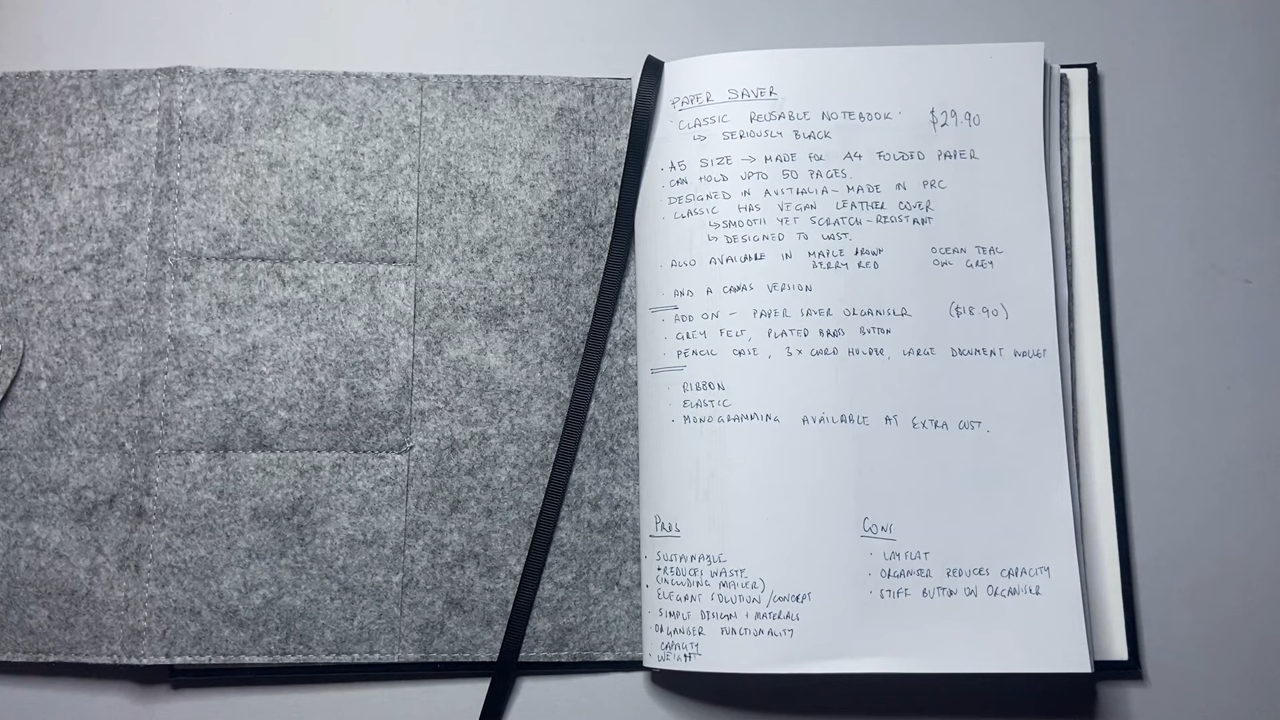 PAPER SAVER
"CLASSIC REUSABLE NOTEBOOK" $29.90
↳ SERIOUSLY BLACK
· A5 SIZE → MADE FOR A4 FOLDED PAPER
· CAN HOLD UPTO 50 PAGES.
· DESIGNED IN AUSTRALIA - MADE IN PRC
· CLASSIC HAS VEGAN LEATHER COVER
↳ SMOOTH YET SCRATCH-RESISTANT
↳ DESIGNED TO LAST.
· ALSO AVAILABLE IN MAPLE BROWN OCEAN TEAL
BERRY RED OWL GREY
· AND A CANAS VERSION
· ADD ON - PAPER SAVER ORGANISER ($18.90)
· GREY FELT, PLATED BRASS BUTTON
· PENCIL CASE, 3 x CARD HOLDER, LARGE DOCUMENT WALLET
· RIBBON
· ELASTIC
· MONOGRAMMING AVAILABLE AT EXTRA COST.
PROS
· SUSTAINABLE
+ REDUCES WASTE
(INCLUDING MAILER)
· ELEGANT SOLUTION / CONCEPT
· SIMPLE DESIGN + MATERIALS
· ORGANISER FUNCTIONALITY
· CAPACITY
· WEIGHT
CONS
· LAY FLAT
· ORGANISER REDUCES CAPACITY
· STIFF BUTTON ON ORGANISER